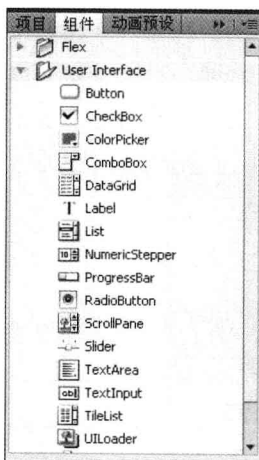 项目 组件 动画预设
Flex
User Interface
Button
CheckBox
ColorPicker
ComboBox
DataGrid
Label
List
NumericStepper
ProgressBar
RadioButton
ScrollPane
Slider
TextArea
TextInput
TileList
UILoader